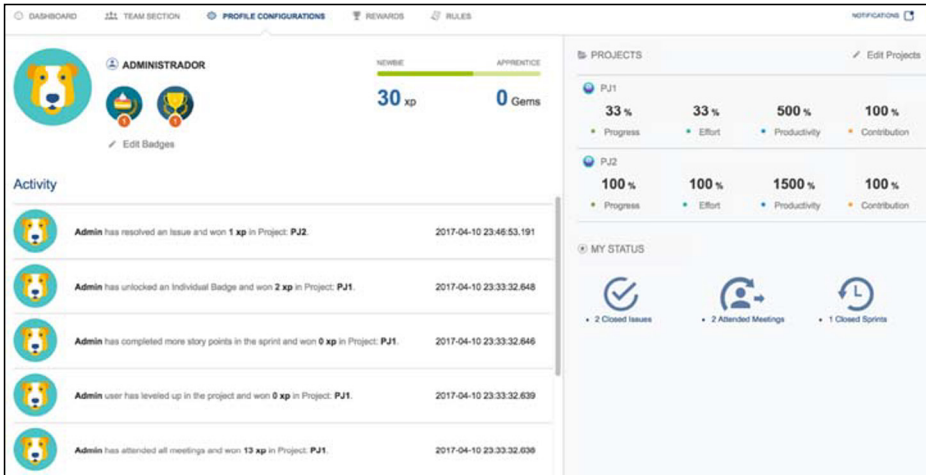 DASHBOARD TEAM SECTION PROFILE CONFIGURATIONS REWARDS RULES NOTIFICATIONS
ADMINISTRADOR
1 1
Edit Badges
NEWBIE APPRENTICE
30 xp 0 Gems
Activity
Admin has resolved an Issue and won 1 xp in Project: PJ2. 2017-04-10 23:46:53.191
Admin has unlocked an Individual Badge and won 2 xp in Project: PJ1. 2017-04-10 23:33:32.648
Admin has completed more story points in the sprint and won 0 xp in Project: PJ1. 2017-04-10 23:33:32.646
Admin user has leveled up in the project and won 0 xp in Project: PJ1. 2017-04-10 23:33:32.639
Admin has attended all meetings and won 13 xp in Project: PJ1. 2017-04-10 23:33:32.636
PROJECTS Edit Projects
PJ1
33 % 33 % 500 % 100 %
Progress Effort Productivity Contribution
PJ2
100 % 100 % 1500 % 100 %
Progress Effort Productivity Contribution
MY STATUS
2 Closed Issues 2 Attended Meetings 1 Closed Sprints